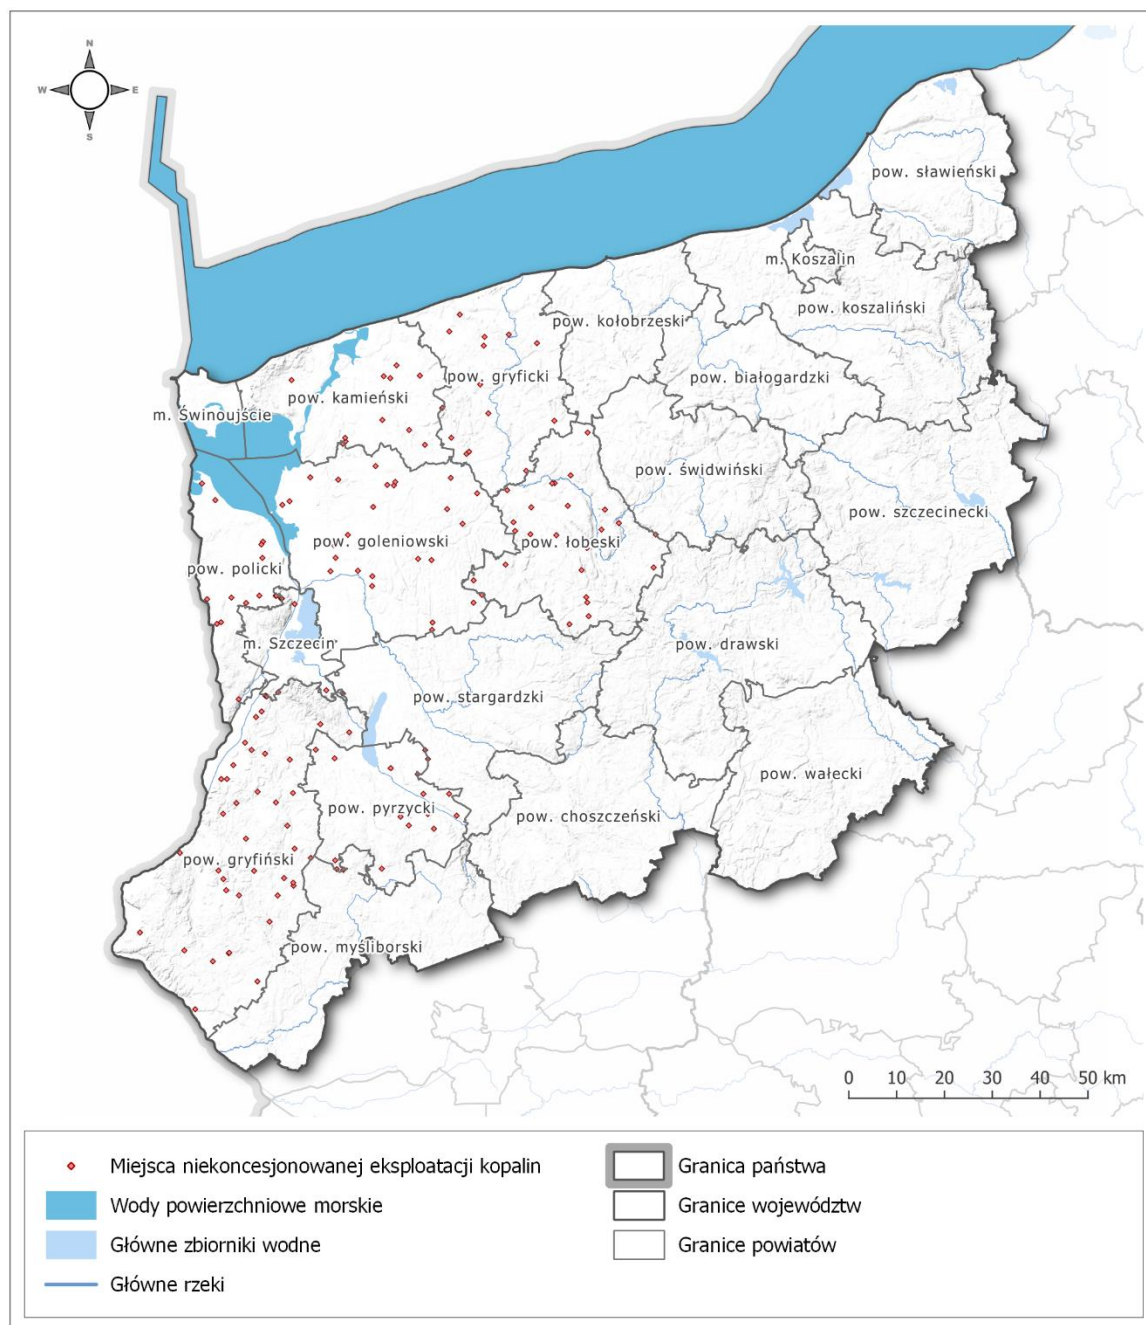 N
W E
S
pow. sławieński
m. Koszalin
pow. koszaliński
pow. kołobrzeski
pow. białogardzki
pow. gryficki
pow. kamieński
m. Świnoujście
pow. świdwiński
pow. szczecinecki
pow. goleniowski
pow. łobeski
pow. policki
m. Szczecin
pow. drawski
pow. stargardzki
pow. wałecki
pow. pyrzycki
pow. choszczeński
pow. gryfiński
pow. myśliborski
0 10 20 30 40 50 km
Miejsca niekoncesjonowanej eksploatacji kopalin
Wody powierzchniowe morskie
Główne zbiorniki wodne
Główne rzeki
Granica państwa
Granice województw
Granice powiatów